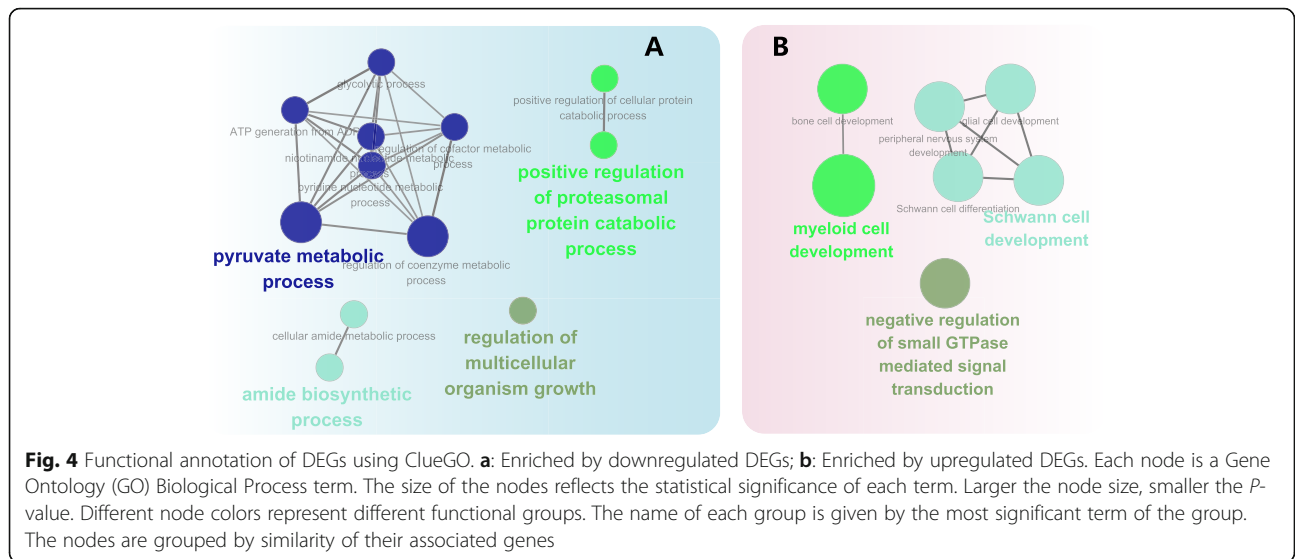 A
glycolytic process
ATP generation from ADP
regulation of cofactor metabolic
process
nicotinamide nucleotide metabolic
process
pyridine nucleotide metabolic
process
pyruvate metabolic
process
regulation of coenzyme metabolic
process
positive regulation of cellular protein
catabolic process
positive regulation
of proteasomal
protein catabolic
process
cellular amide metabolic process
amide biosynthetic
process
regulation of
multicellular
organism growth
B
bone cell development
myeloid cell
development
glial cell development
peripheral nervous system
development
Schwann cell differentiation
Schwann cell
development
negative regulation
of small GTPase
mediated signal
transduction
Fig. 4 Functional annotation of DEGs using ClueGO. a: Enriched by downregulated DEGs; b: Enriched by upregulated DEGs. Each node is a Gene
Ontology (GO) Biological Process term. The size of the nodes reflects the statistical significance of each term. Larger the node size, smaller the P-
value. Different node colors represent different functional groups. The name of each group is given by the most significant term of the group.
The nodes are grouped by similarity of their associated genes